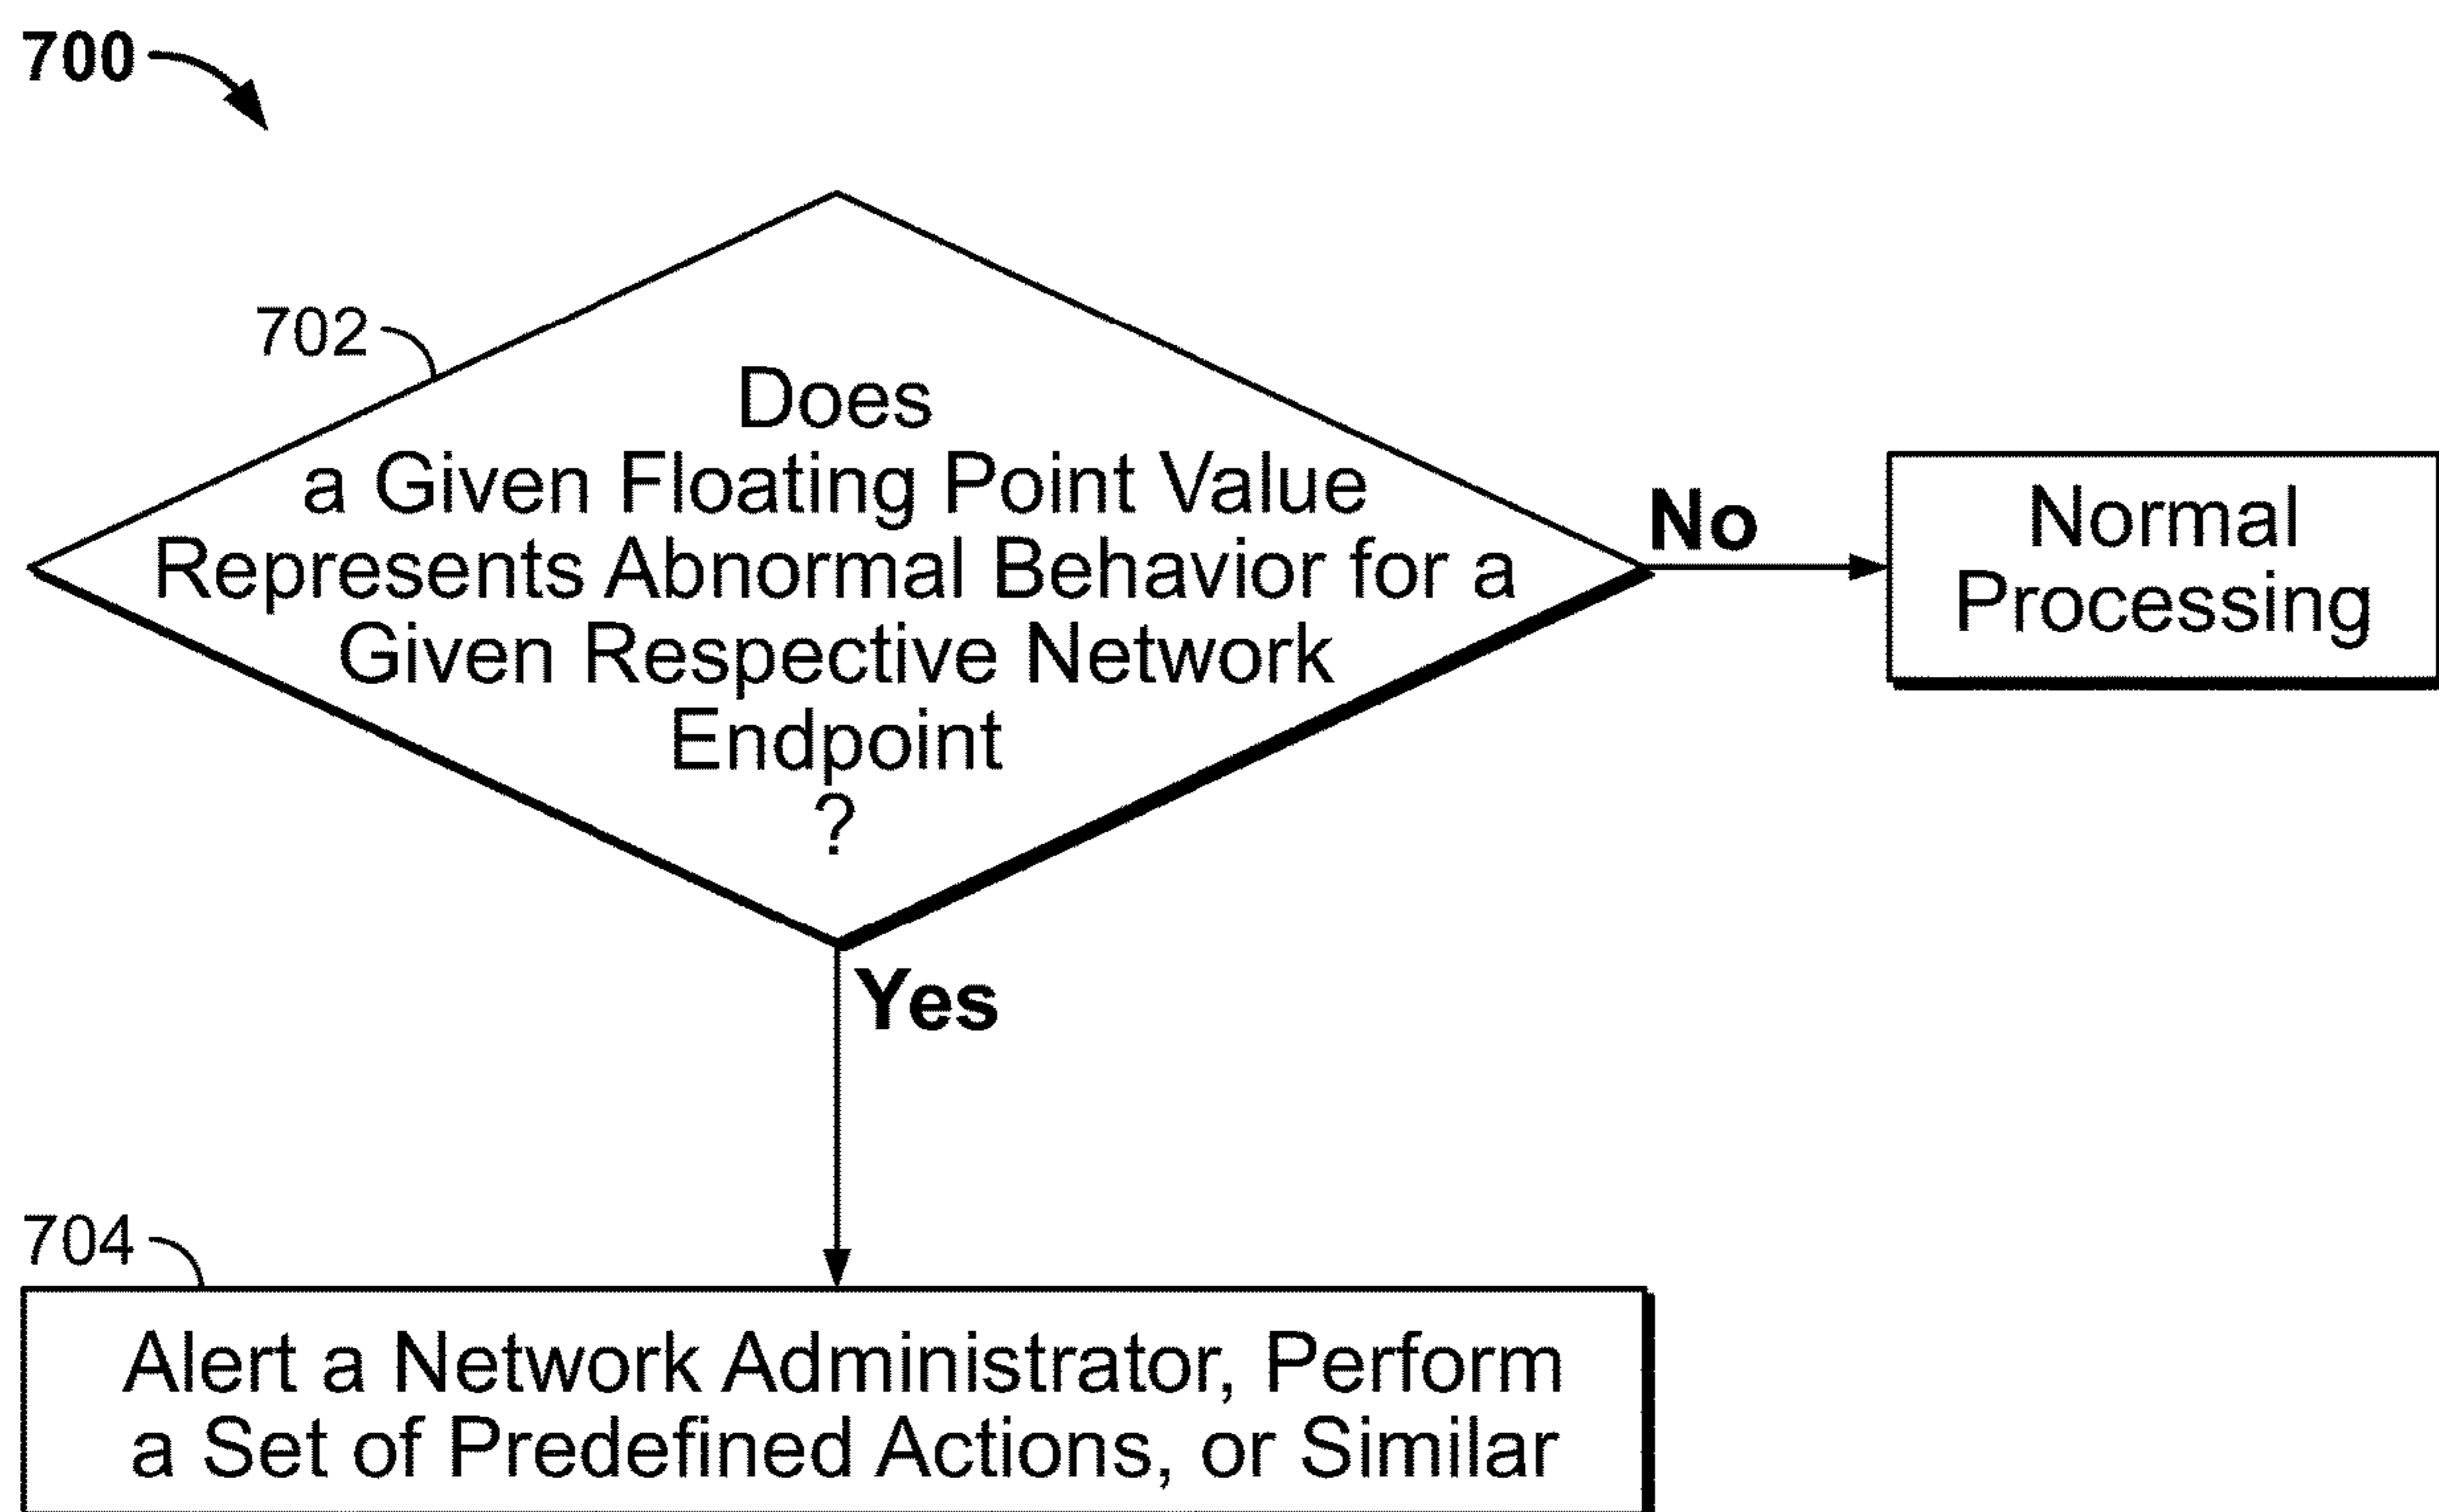 700
702
Does
a Given Floating Point Value
Represents Abnormal Behavior for a
Given Respective Network
Endpoint
?
No
Normal
Processing
Yes
704
Alert a Network Administrator, Perform
a Set of Predefined Actions, or Similar